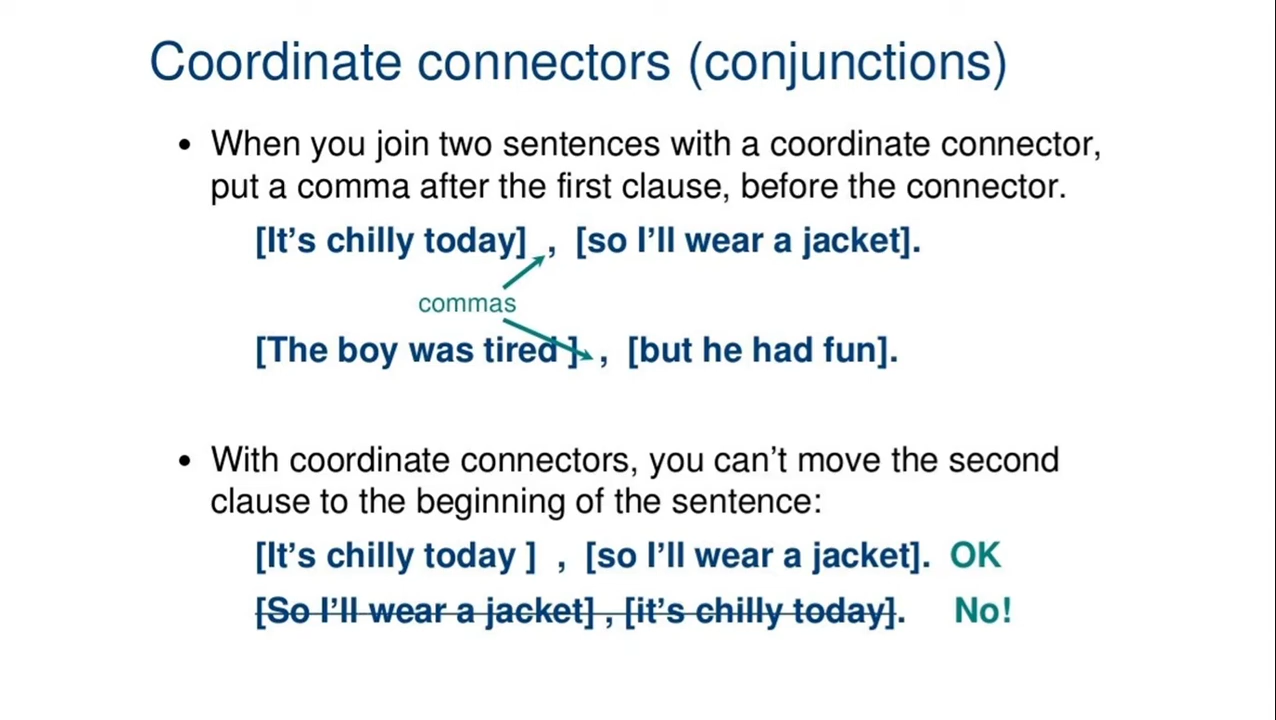 Coordinate connectors (conjunctions)
• When you join two sentences with a coordinate connector,
put a comma after the first clause, before the connector.
[It’s chilly today] , [so I’ll wear a jacket].
commas
[The boy was tired ] , [but he had fun].
• With coordinate connectors, you can’t move the second
clause to the beginning of the sentence:
[It’s chilly today ] , [so I’ll wear a jacket]. OK
[So I’ll wear a jacket] , [it’s chilly today]. No!